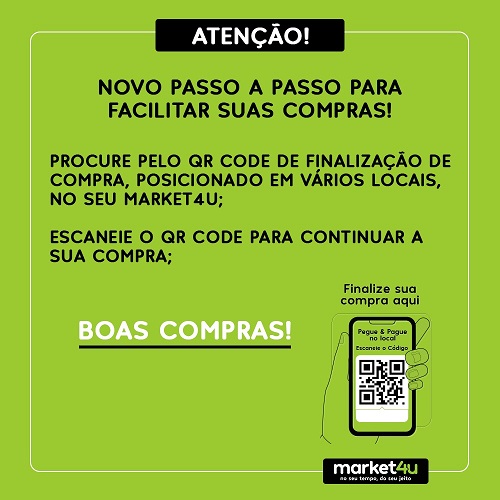 ATENÇÃO!
NOVO PASSO A PASSO PARA
FACILITAR SUAS COMPRAS!
PROCURE PELO QR CODE DE FINALIZAÇÃO DE
COMPRA, POSICIONADO EM VÁRIOS LOCAIS,
NO SEU MARKET4U;
ESCANEIE O QR CODE PARA CONTINUAR A
SUA COMPRA;
BOAS COMPRAS!
Finalize sua
compra aqui
Pegue & Pague
no local
Escaneie o Código
market4u
no seu tempo, do seu jeito